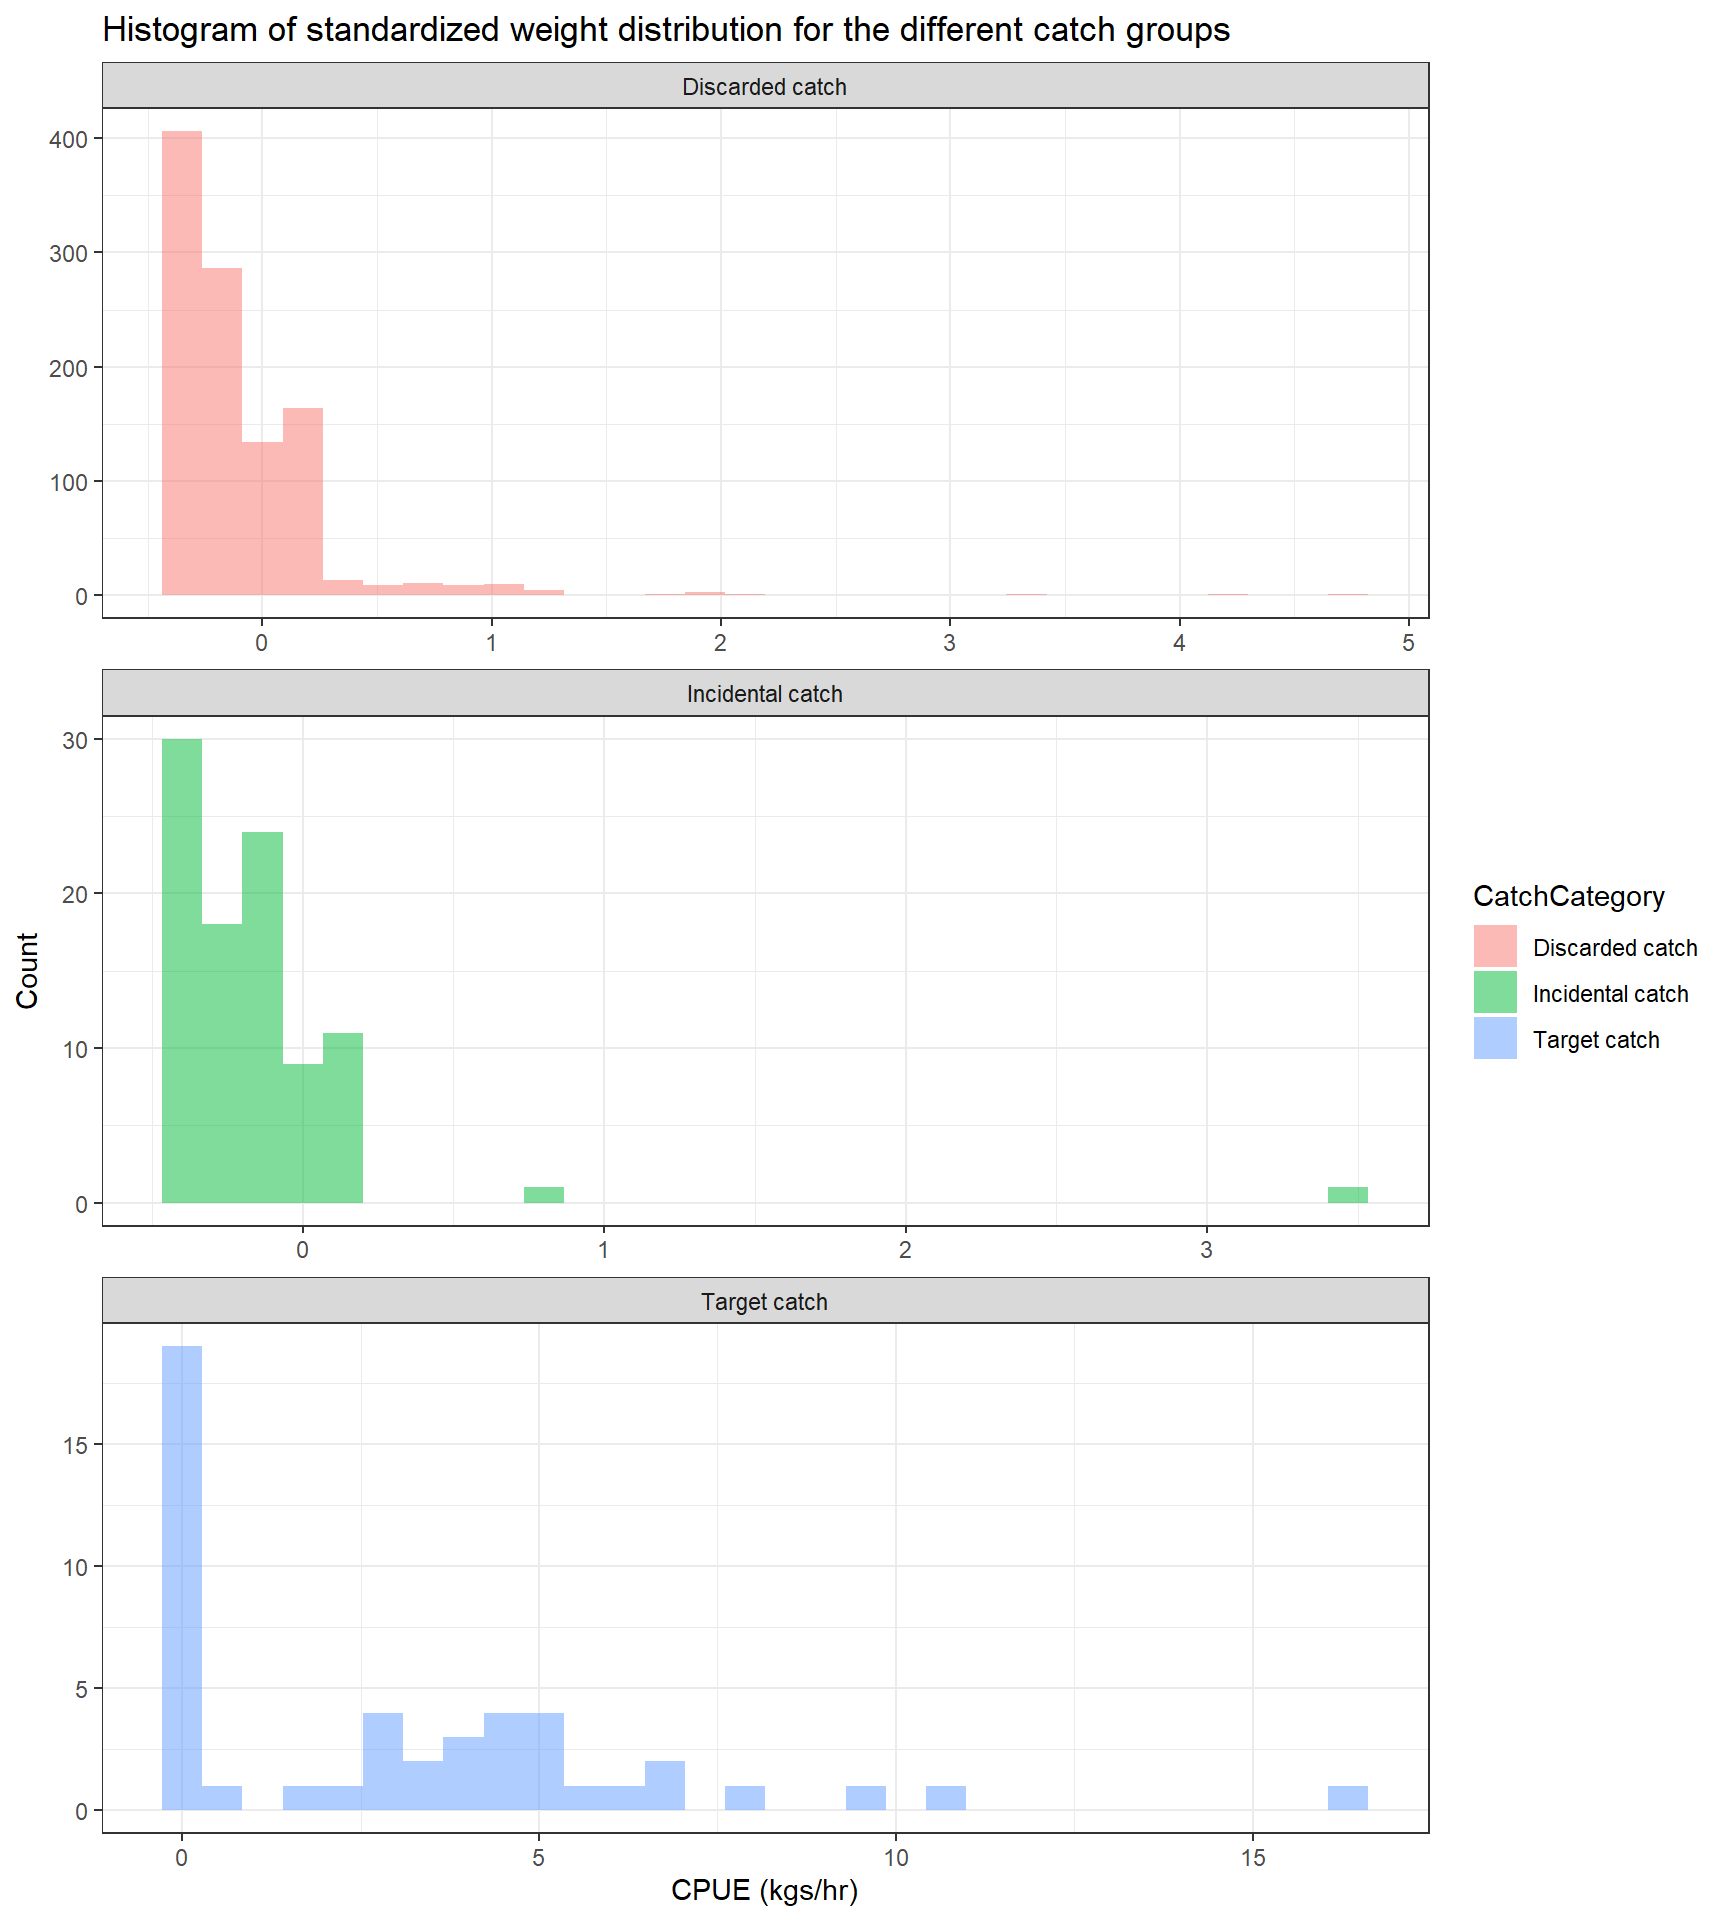 Histogram of standardized weight distribution for the different catch groups
Discarded catch
400
300
200
100
0
0 1 2 3 4 5
Incidental catch
30
20
10
0
0 1 2 3
Target catch
15
10
5
0
0 5 10 15
CPUE (kgs/hr)
Count
CatchCategory
Discarded catch
Incidental catch
Target catch